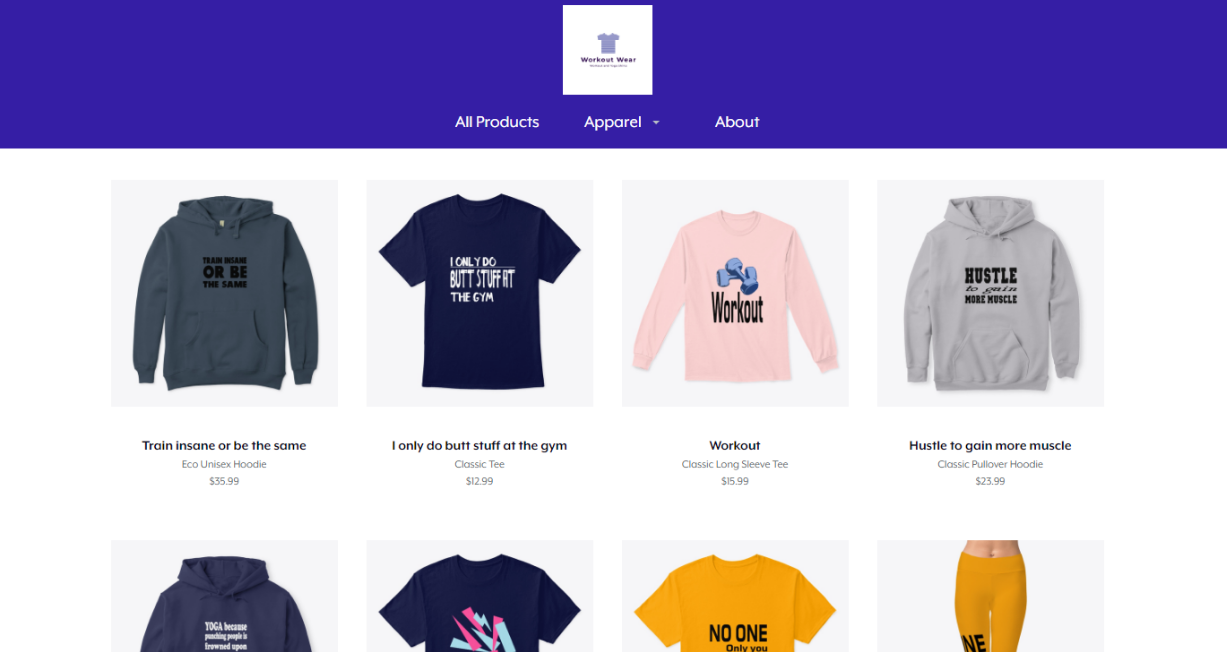 Workout Wear
All Products
Apparel
About
TRAIN INSANE
OR BE
THE SAME
I ONLY DO
BUTT STUFF AT
THE GYM
Workout
HUSTLE
to gain
MORE MUSCLE
Train insane or be the same
Eco Unisex Hoodie
$35.99
I only do butt stuff at the gym
Classic Tee
$12.99
Workout
Classic Long Sleeve Tee
$15.99
Hustle to gain more muscle
Classic Pullover Hoodie
$23.99
YOGA because
punching people is
frowned upon
NO ONE
Only you
NE